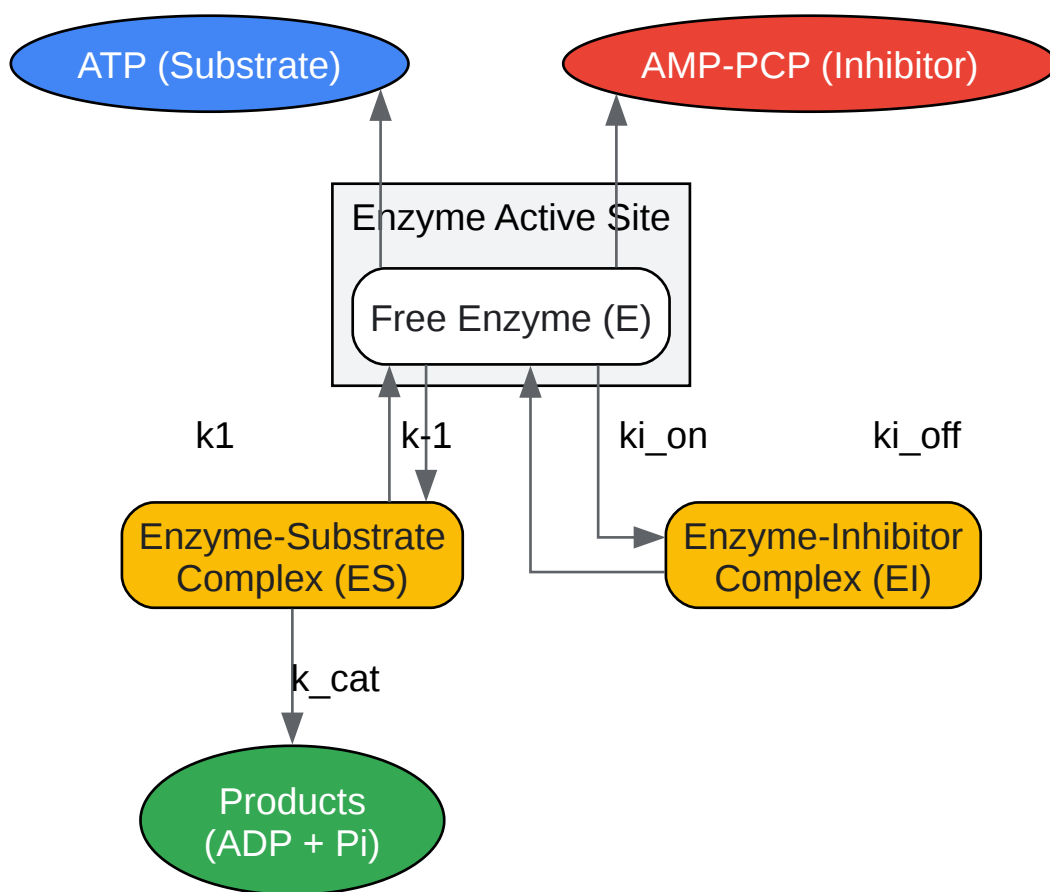 ATP (Substrate)
AMP-PCP (Inhibitor)
Enzyme Active Site
Free Enzyme (E)
k1
k-1
ki_on
ki_off
Enzyme-Substrate
Complex (ES)
Enzyme-Inhibitor
Complex (EI)
k_cat
Products
(ADP + Pi)